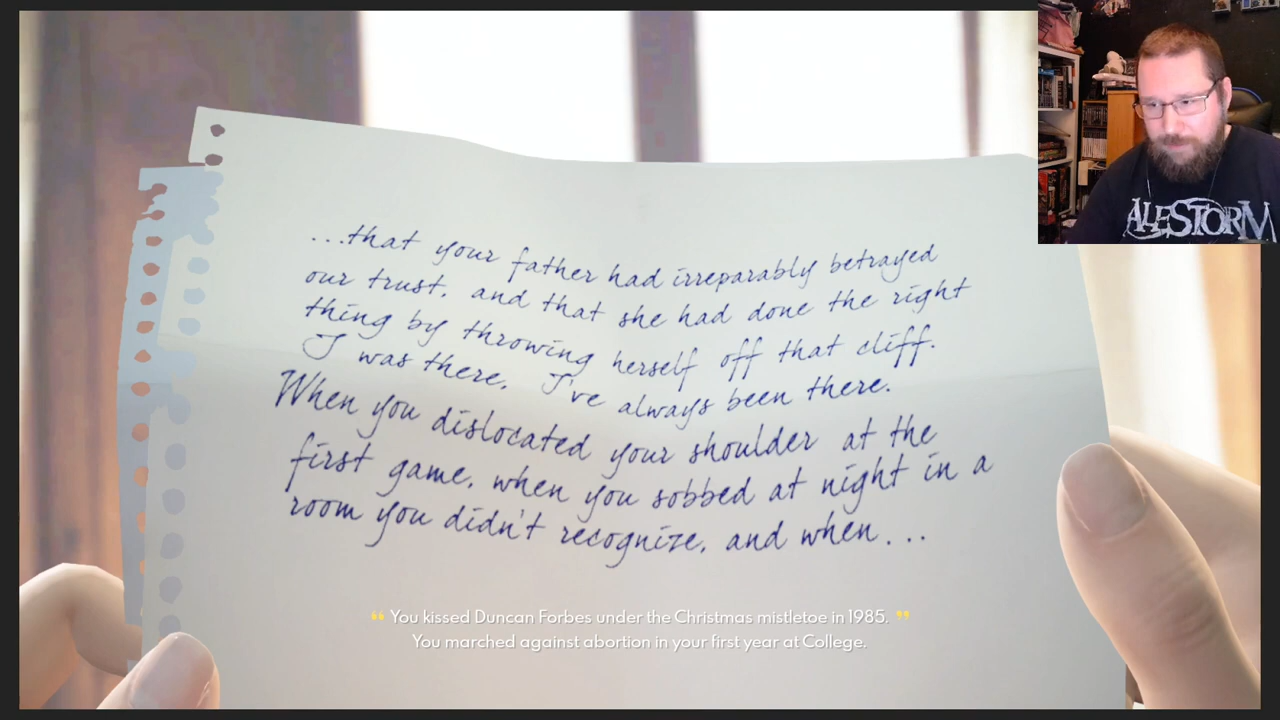 ALESTORM
...that your father had irreparably betrayed
our trust, and that she had done the right
thing by throwing herself off that cliff.
I was there, I've always been there.
When you dislocated your shoulder at the
first game, when you sobbed at night in a
room you didn't recognize, and when...
“ You kissed Duncan Forbes under the Christmas mistletoe in 1985. ”
You marched against abortion in your first year at College.